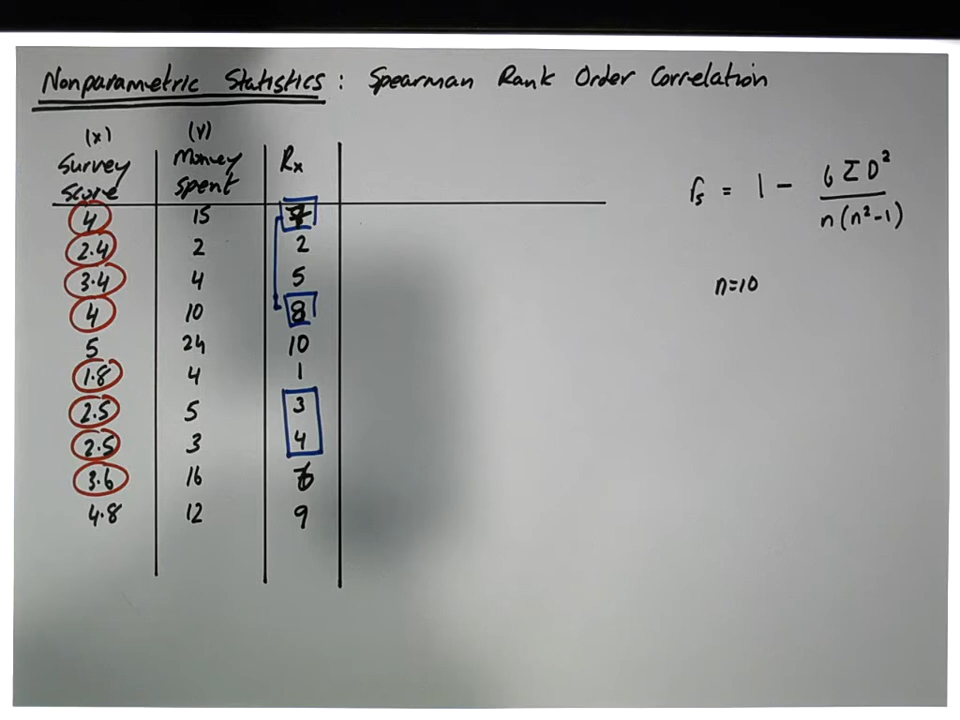 Nonparametric Statistics : Spearman Rank Order Correlation
(x) (y)
Survey Score Money spent Rx
4 15 7
2.4 2 2
3.4 4 5
4 10 8
5 24 10
1.8 4 1
2.5 5 3
2.5 3 4
3.6 16 6
4.8 12 9
rs = 1 - 6 Σ D² / n(n²-1)
n=10